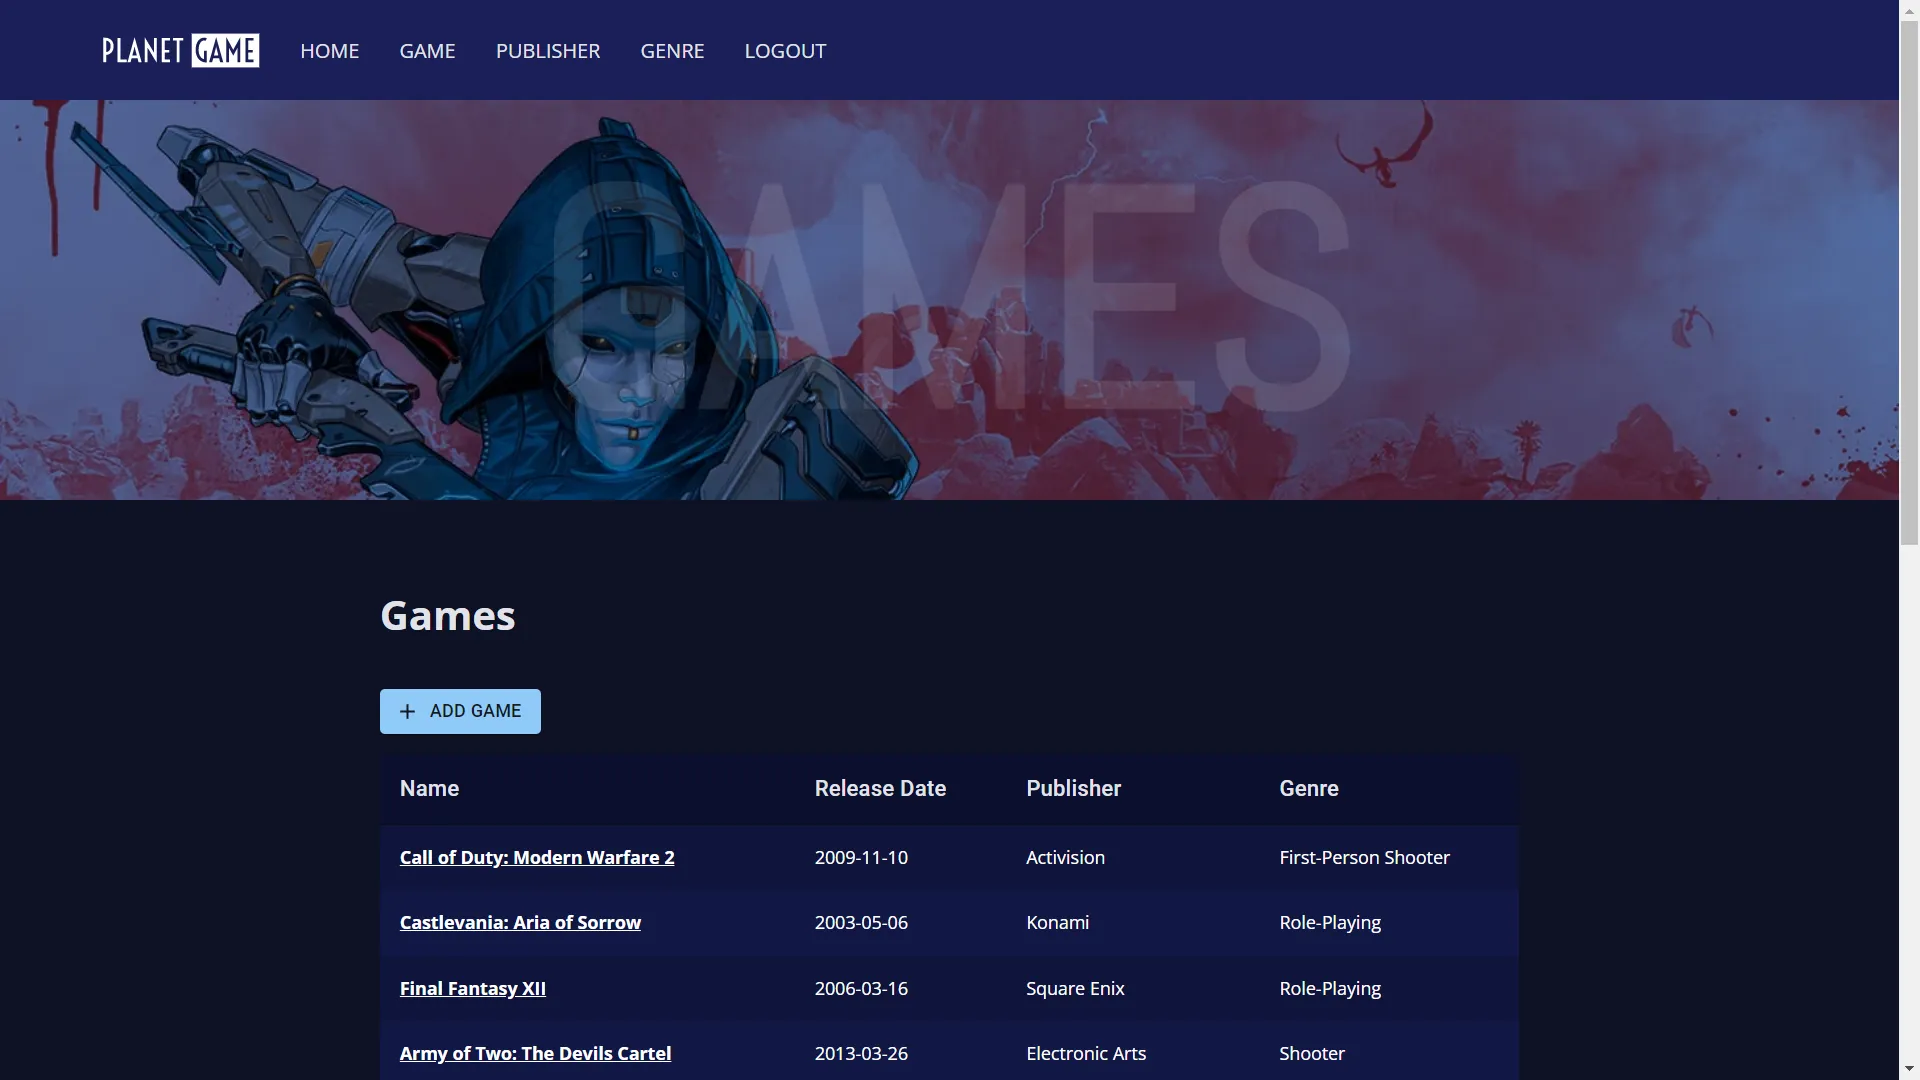 PLANET GAME HOME GAME PUBLISHER GENRE LOGOUT
GAMES
Games
+ ADD GAME
Name Release Date Publisher Genre
Call of Duty: Modern Warfare 2 2009-11-10 Activision First-Person Shooter
Castlevania: Aria of Sorrow 2003-05-06 Konami Role-Playing
Final Fantasy XII 2006-03-16 Square Enix Role-Playing
Army of Two: The Devils Cartel 2013-03-26 Electronic Arts Shooter